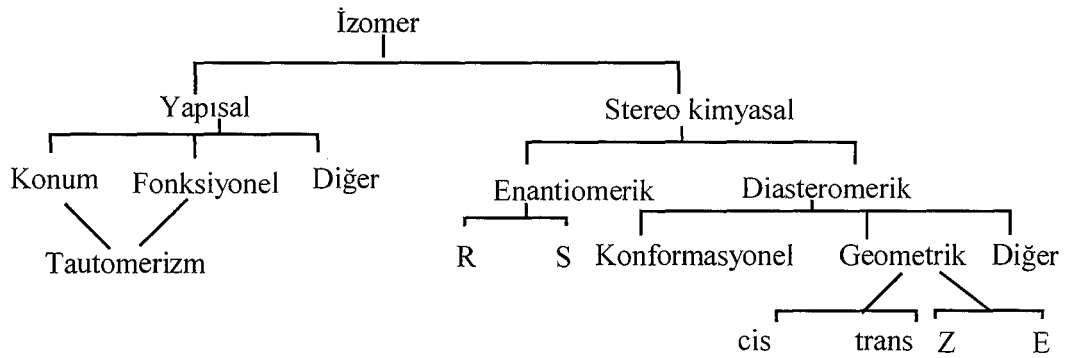 İzomer
Yapısal Stereo kimyasal
Konum Fonksiyonel Diğer Enantiomerik Diasteromerik
Tautomerizm R S Konformasyonel Geometrik Diğer
cis trans Z E